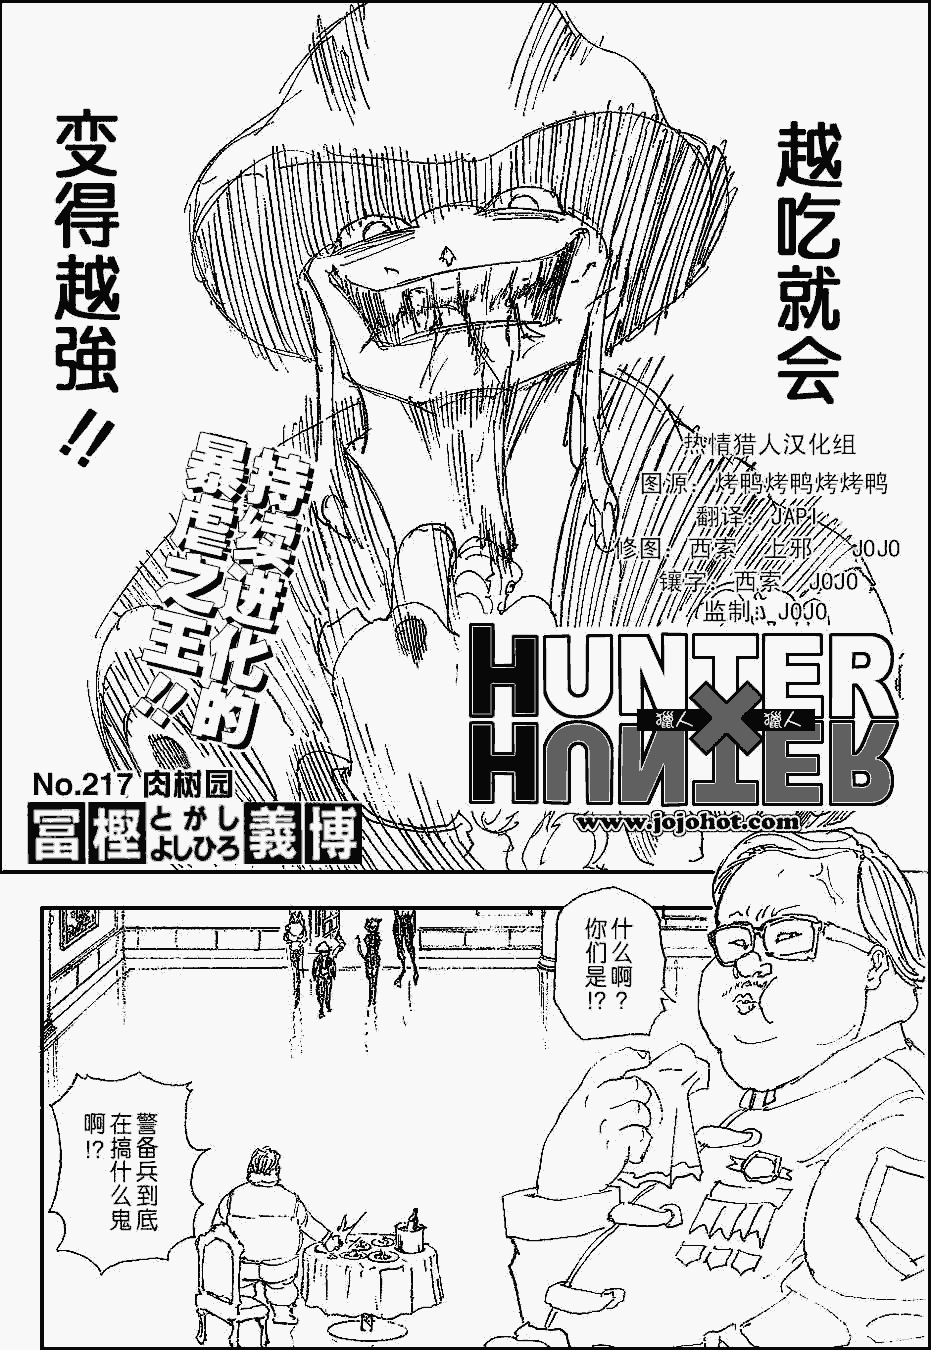 越吃就会
变得越強!!
持续进化的
暴虐之王!!
热情猎人汉化组
图源：烤鸭烤鸭烤烤鸭
翻译：JAPI
修图：西索 上邪 JOJO
镶字：西索 JOJO
监制：JOJO
HUNTER
獵人×獵人
HUNTER
www.jojohot.com
No.217 肉树园
冨樫義博
とがし
よしひろ
什么啊？
你们是!?
警备兵到底
在搞什么鬼
啊!?